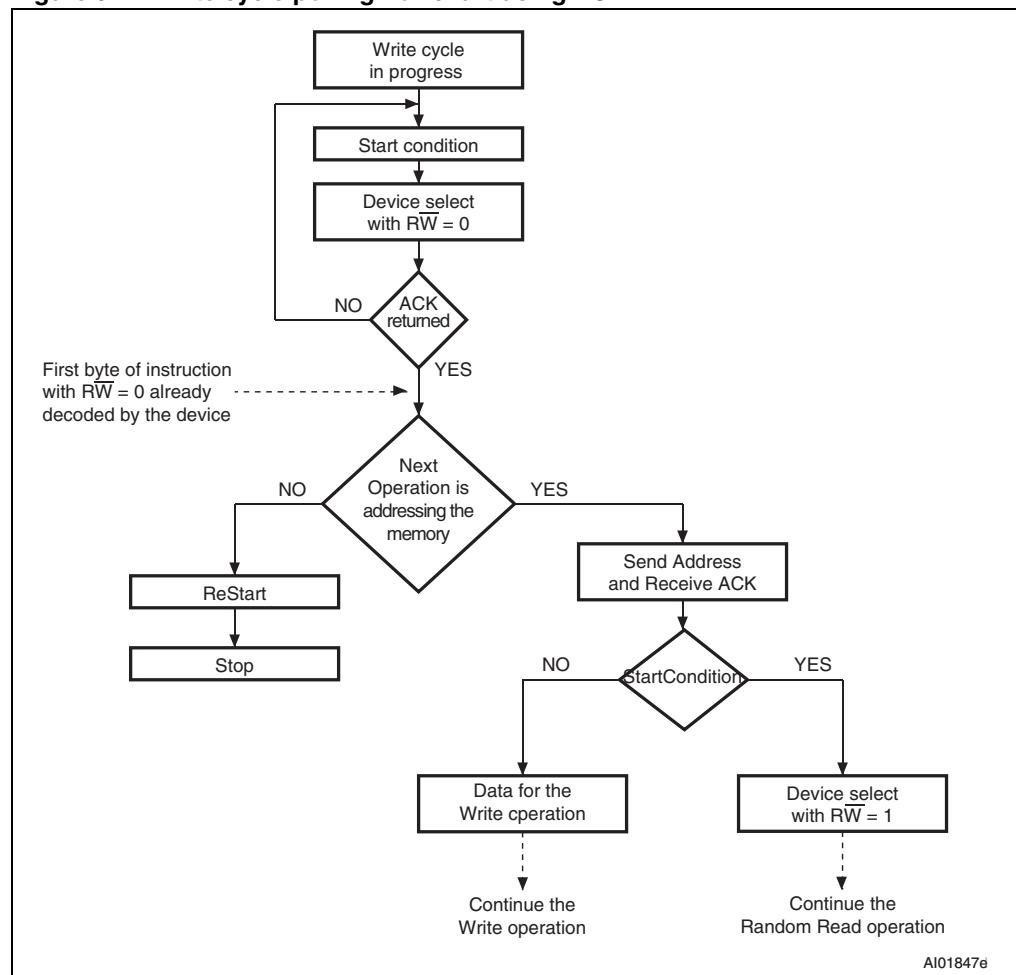 Write cycle
in progress
Start condition
Device select
with RW̅ = 0
NO
ACK
returned
YES
First byte of instruction
with RW̅ = 0 already
decoded by the device
Next
Operation is
addressing the
memory
NO
YES
Send Address
and Receive ACK
ReStart
Stop
StartCondition
NO
YES
Data for the
Write cperation
Device select
with RW̅ = 1
Continue the
Write operation
Continue the
Random Read operation
AI01847e